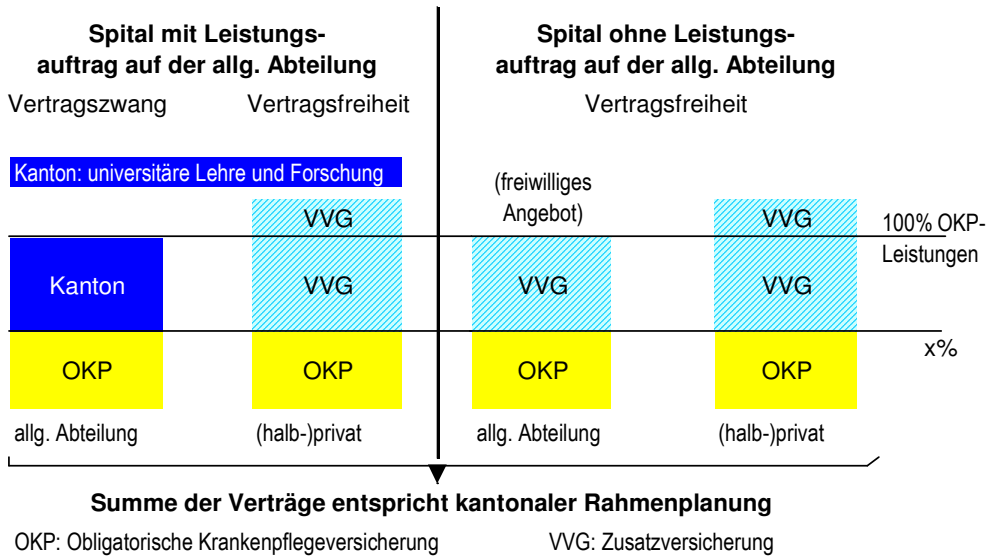 Spital mit Leistungs-
auftrag auf der allg. Abteilung
Vertragszwang
Vertragsfreiheit
Spital ohne Leistungs-
auftrag auf der allg. Abteilung
Vertragsfreiheit
Kanton: universitäre Lehre und Forschung
(freiwilliges
Angebot)
VVG
VVG
100% OKP-
Leistungen
Kanton
VVG
VVG
VVG
x%
OKP
OKP
OKP
OKP
allg. Abteilung
(halb-)privat
allg. Abteilung
(halb-)privat
Summe der Verträge entspricht kantonaler Rahmenplanung
OKP: Obligatorische Krankenpflegeversicherung
VVG: Zusatzversicherung